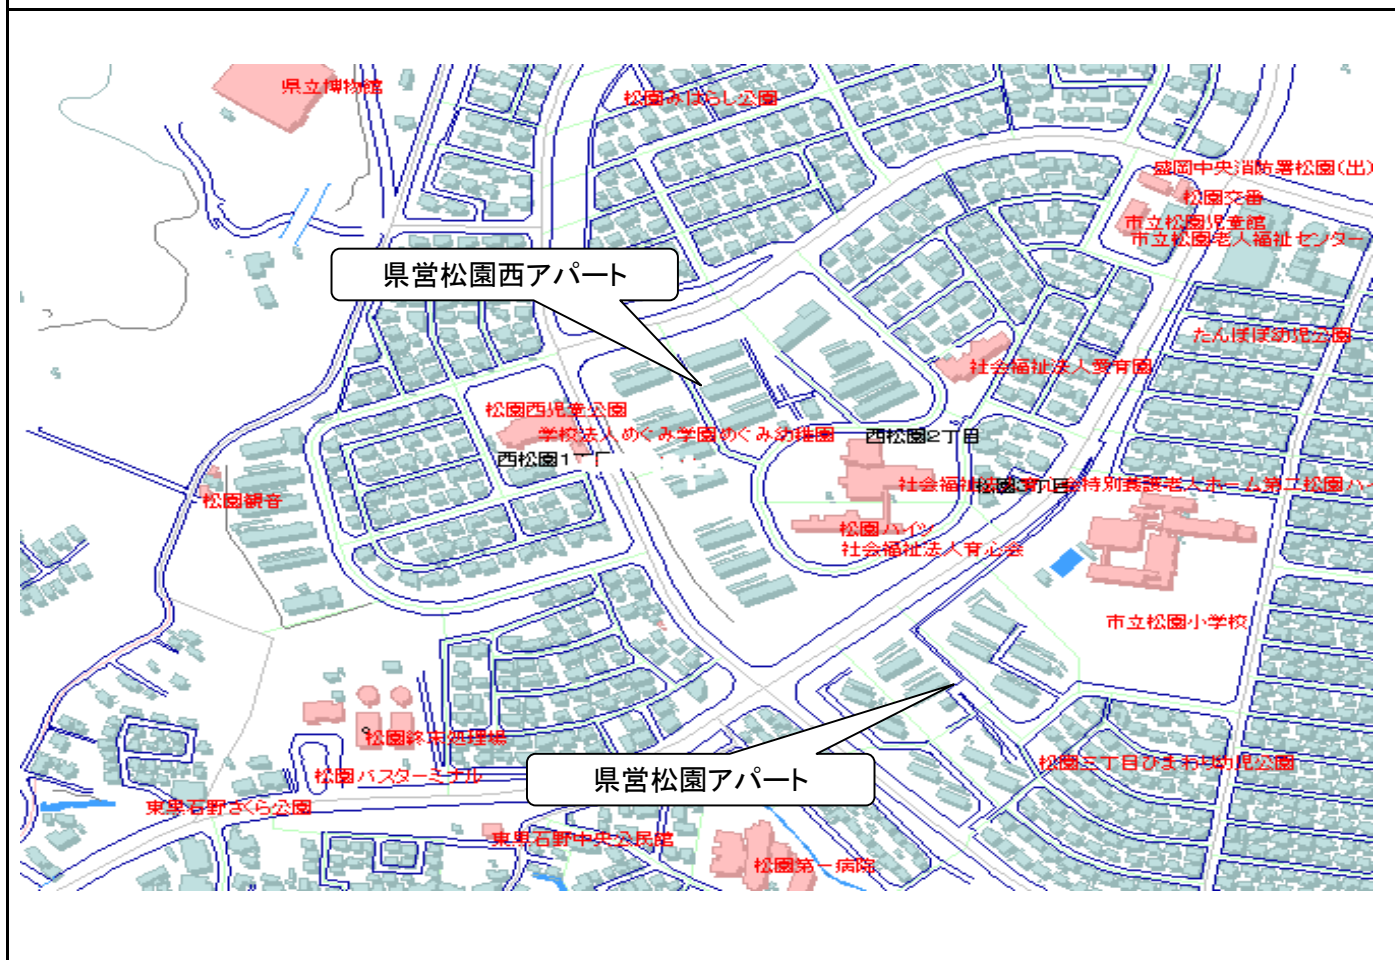 県立博物館
松園みはらし公園
盛岡中央消防署松園(出)
松園交番
市立松園児童館
市立松園老人福祉センター
県営松園西アパート
たんぽぽ幼児公園
社会福祉法人愛育園
松園西児童公園
学校法人めぐみ学園めぐみ幼稚園
西松園2丁目
西松園1丁
松園3丁目
特別養護老人ホーム第二松園ハイ
松園観音
松園ハイツ
社会福祉法人育心会
市立松園小学校
松園終末処理場
松園三丁目ひまわり幼児公園
松園バスターミナル
県営松園アパート
東黒石野さくら公園
東黒石野中央公民館
松園第一病院